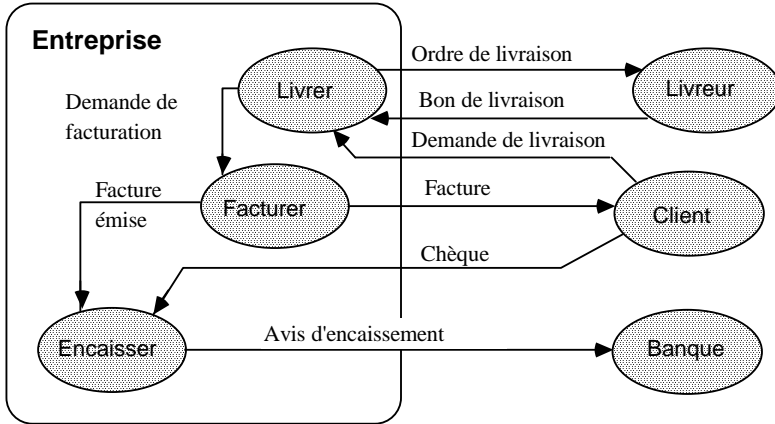 Entreprise
Ordre de livraison
Livrer
Livreur
Demande de
facturation
Bon de livraison
Demande de livraison
Facture
émise
Facturer
Facture
Client
Chèque
Encaisser
Avis d'encaissement
Banque